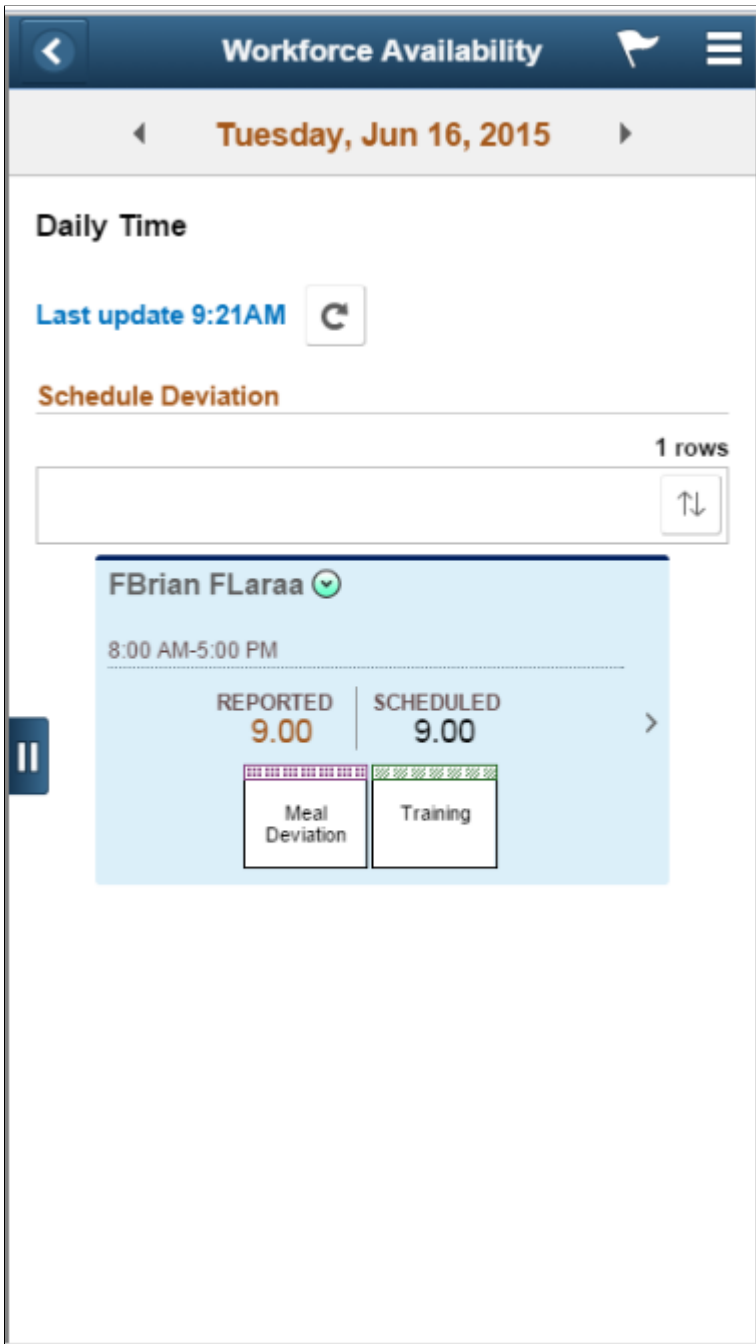 Workforce Availability
Tuesday, Jun 16, 2015
Daily Time
Last update 9:21AM
Schedule Deviation
1 rows
FBrian FLaraa
8:00 AM-5:00 PM
REPORTED SCHEDULED
9.00 9.00
Meal Training
Deviation